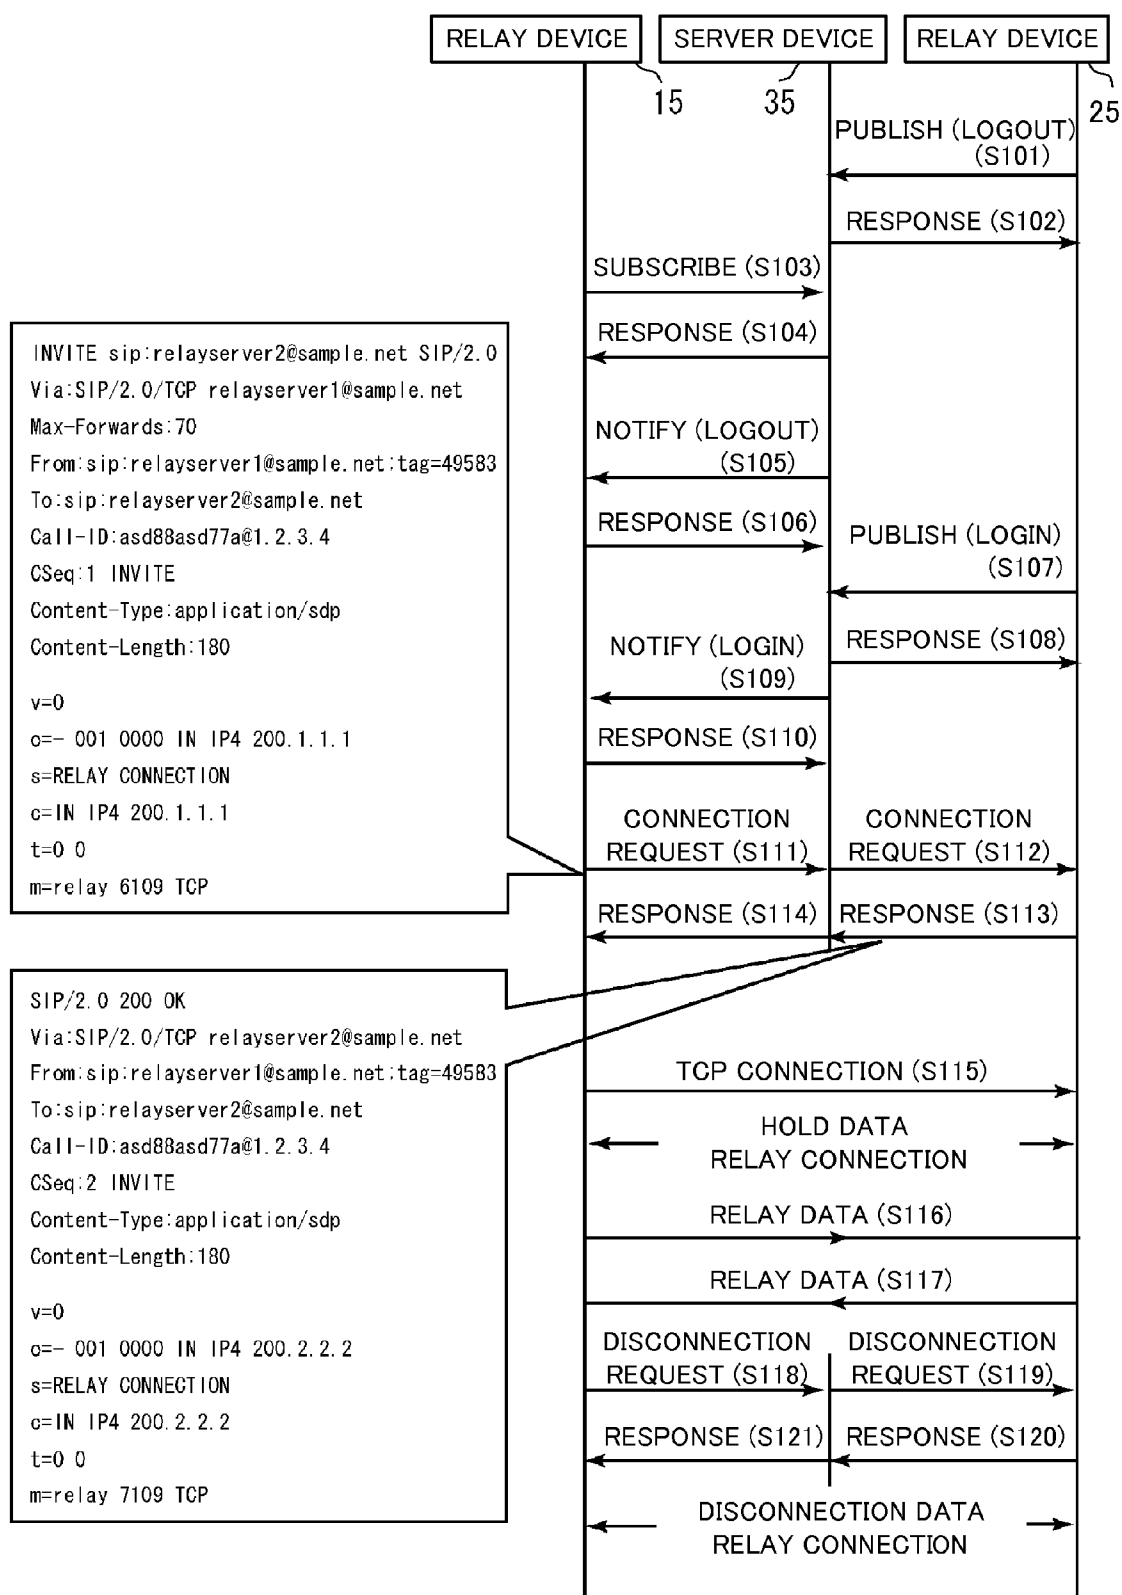 RELAY DEVICE
SERVER DEVICE
RELAY DEVICE
15
35
25
PUBLISH (LOGOUT)
(S101)
RESPONSE (S102)
SUBSCRIBE (S103)
RESPONSE (S104)
NOTIFY (LOGOUT)
(S105)
RESPONSE (S106)
PUBLISH (LOGIN)
(S107)
RESPONSE (S108)
NOTIFY (LOGIN)
(S109)
RESPONSE (S110)
CONNECTION
REQUEST (S111)
CONNECTION
REQUEST (S112)
RESPONSE (S114)
RESPONSE (S113)
INVITE sip:relayserver2@sample.net SIP/2.0
Via:SIP/2.0/TCP relayserver1@sample.net
Max-Forwards:70
From:sip:relayserver1@sample.net;tag=49583
To:sip:relayserver2@sample.net
Call-ID:asd88asd77a@1.2.3.4
CSeq:1 INVITE
Content-Type:application/sdp
Content-Length:180
v=0
o=- 001 0000 IN IP4 200.1.1.1
s=RELAY CONNECTION
c=IN IP4 200.1.1.1
t=0 0
m=relay 6109 TCP
SIP/2.0 200 OK
Via:SIP/2.0/TCP relayserver2@sample.net
From:sip:relayserver1@sample.net;tag=49583
To:sip:relayserver2@sample.net
Call-ID:asd88asd77a@1.2.3.4
CSeq:2 INVITE
Content-Type:application/sdp
Content-Length:180
v=0
o=- 001 0000 IN IP4 200.2.2.2
s=RELAY CONNECTION
c=IN IP4 200.2.2.2
t=0 0
m=relay 7109 TCP
TCP CONNECTION (S115)
HOLD DATA
RELAY CONNECTION
RELAY DATA (S116)
RELAY DATA (S117)
DISCONNECTION
REQUEST (S118)
DISCONNECTION
REQUEST (S119)
RESPONSE (S121)
RESPONSE (S120)
DISCONNECTION DATA
RELAY CONNECTION